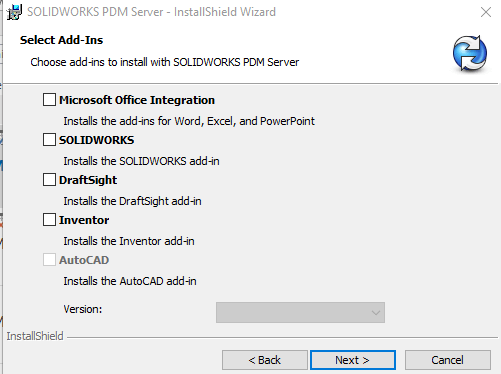 SOLIDWORKS PDM Server - InstallShield Wizard
Select Add-Ins
Choose add-ins to install with SOLIDWORKS PDM Server
Microsoft Office Integration
Installs the add-ins for Word, Excel, and PowerPoint
SOLIDWORKS
Installs the SOLIDWORKS add-in
DraftSight
Installs the DraftSight add-in
Inventor
Installs the Inventor add-in
AutoCAD
Installs the AutoCAD add-in
Version:
InstallShield
< Back Next > Cancel